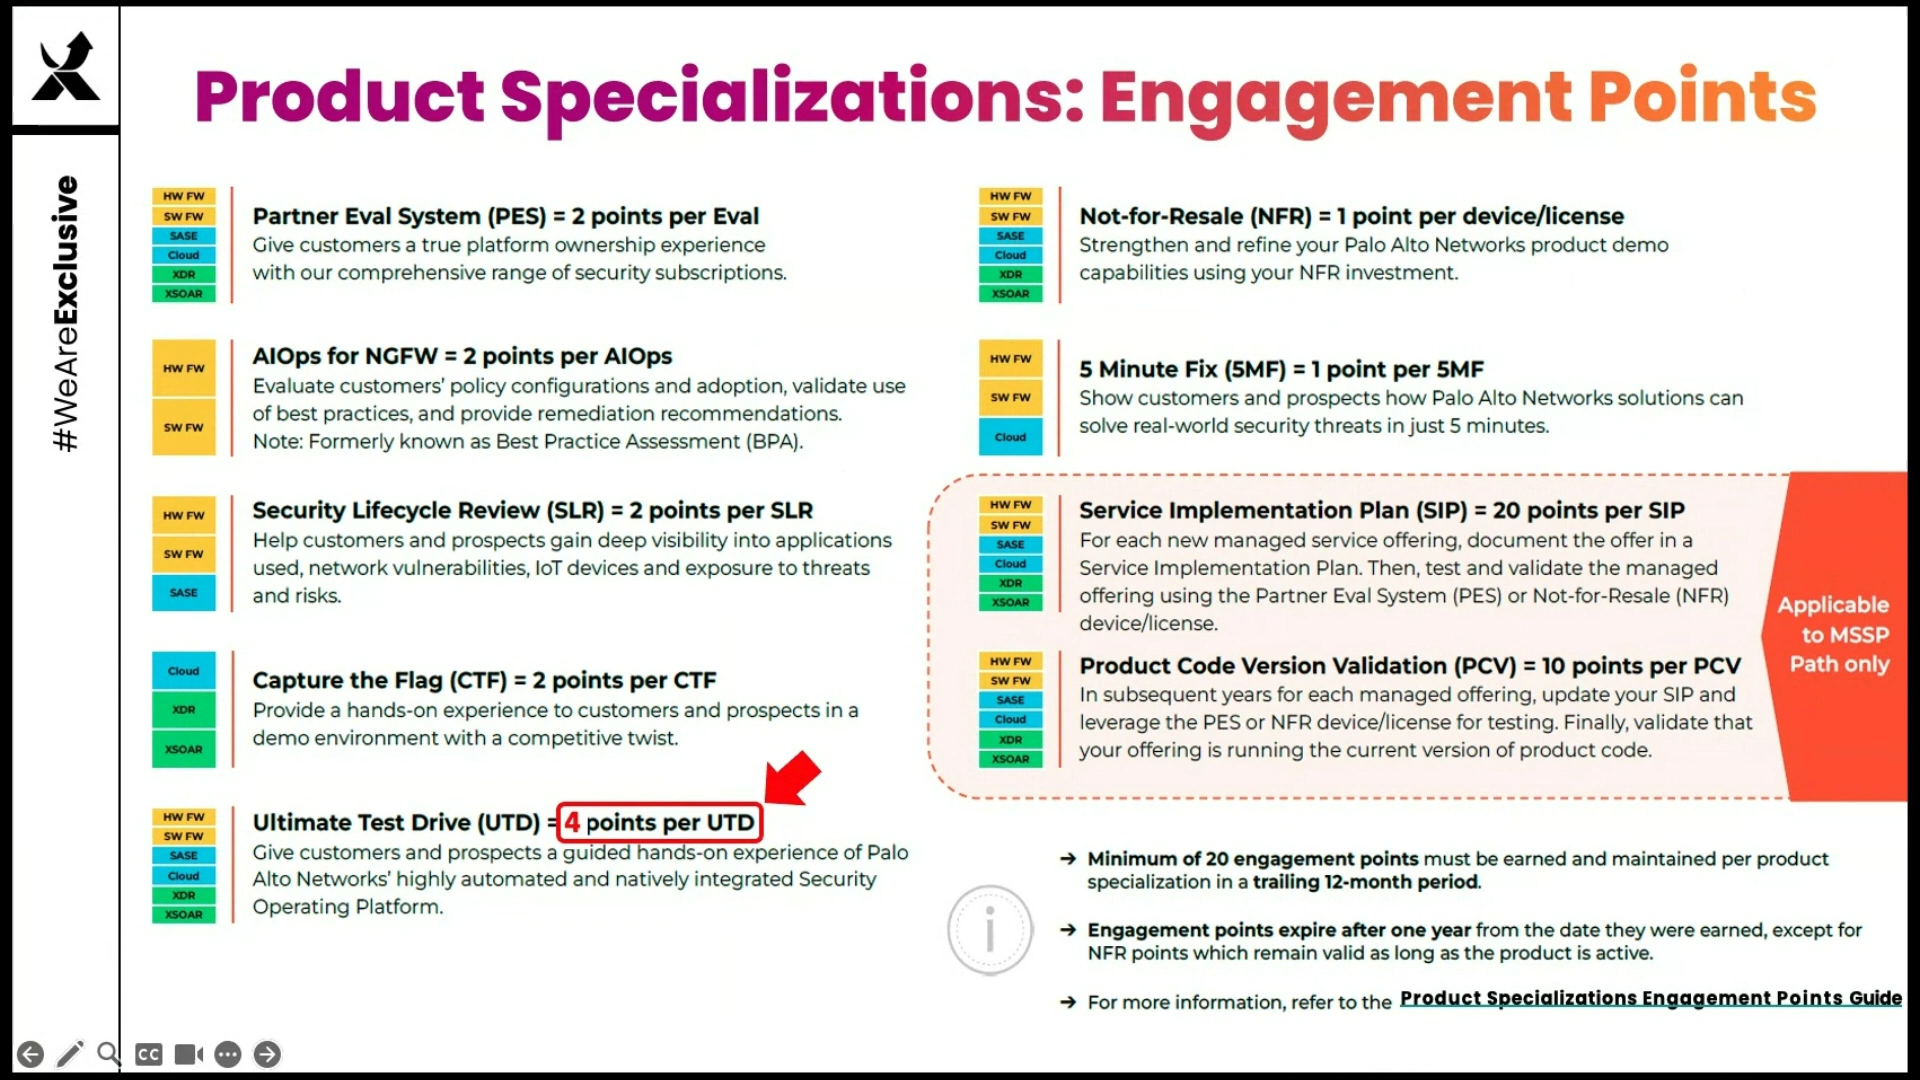 Product Specializations: Engagement Points
#WeAreExclusive
HW FW
SW FW
SASE
Cloud
XDR
XSOAR
Partner Eval System (PES) = 2 points per Eval
Give customers a true platform ownership experience
with our comprehensive range of security subscriptions.
HW FW
SW FW
AIOps for NGFW = 2 points per AIOps
Evaluate customers' policy configurations and adoption, validate use
of best practices, and provide remediation recommendations.
Note: Formerly known as Best Practice Assessment (BPA).
HW FW
SW FW
SASE
Security Lifecycle Review (SLR) = 2 points per SLR
Help customers and prospects gain deep visibility into applications
used, network vulnerabilities, IoT devices and exposure to threats
and risks.
Cloud
XDR
XSOAR
Capture the Flag (CTF) = 2 points per CTF
Provide a hands-on experience to customers and prospects in a
demo environment with a competitive twist.
HW FW
SW FW
SASE
Cloud
XDR
XSOAR
Ultimate Test Drive (UTD) = 4 points per UTD
Give customers and prospects a guided hands-on experience of Palo
Alto Networks' highly automated and natively integrated Security
Operating Platform.
HW FW
SW FW
SASE
Cloud
XDR
XSOAR
Not-for-Resale (NFR) = 1 point per device/license
Strengthen and refine your Palo Alto Networks product demo
capabilities using your NFR investment.
HW FW
SW FW
Cloud
5 Minute Fix (5MF) = 1 point per 5MF
Show customers and prospects how Palo Alto Networks solutions can
solve real-world security threats in just 5 minutes.
HW FW
SW FW
SASE
Cloud
XDR
XSOAR
Service Implementation Plan (SIP) = 20 points per SIP
For each new managed service offering, document the offer in a
Service Implementation Plan. Then, test and validate the managed
offering using the Partner Eval System (PES) or Not-for-Resale (NFR)
device/license.
HW FW
SW FW
SASE
Cloud
XDR
XSOAR
Product Code Version Validation (PCV) = 10 points per PCV
In subsequent years for each managed offering, update your SIP and
leverage the PES or NFR device/license for testing. Finally, validate that
your offering is running the current version of product code.
Applicable
to MSSP
Path only
→ Minimum of 20 engagement points must be earned and maintained per product
specialization in a trailing 12-month period.
→ Engagement points expire after one year from the date they were earned, except for
NFR points which remain valid as long as the product is active.
→ For more information, refer to the Product Specializations Engagement Points Guide
CC